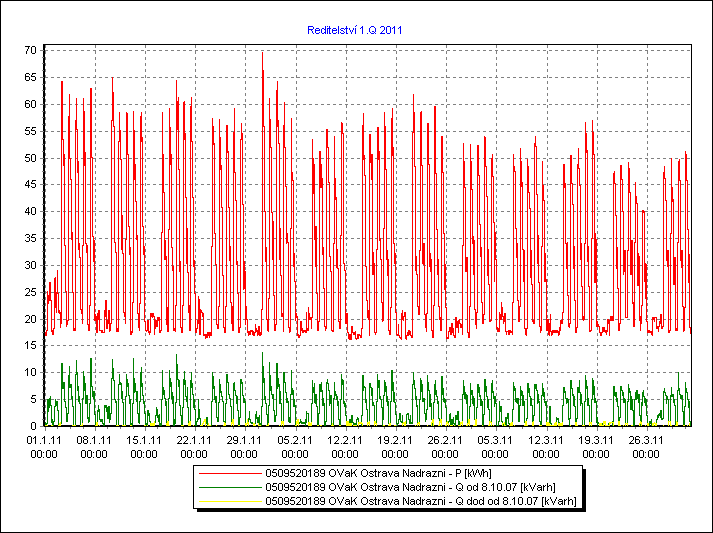 Reditelství 1.Q 2011
70
65
60
55
50
45
40
35
30
25
20
15
10
5
0
01.1.11 8.1.11 15.1.11 22.1.11 29.1.11 05.2.11 12.2.11 19.2.11 26.2.11 05.3.11 12.3.11 19.3.11 26.3.11
00:00 00:00 00:00 00:00 00:00 00:00 00:00 00:00 00:00 00:00 00:00 00:00 00:00
0509520189 OVaK Ostrava Nadrazni - P [kWh]
0509520189 OVaK Ostrava Nadrazni - Q od 8.10.07 [kVarh]
0509520189 OVaK Ostrava Nadrazni - Q dod od 8.10.07 [kVarh]